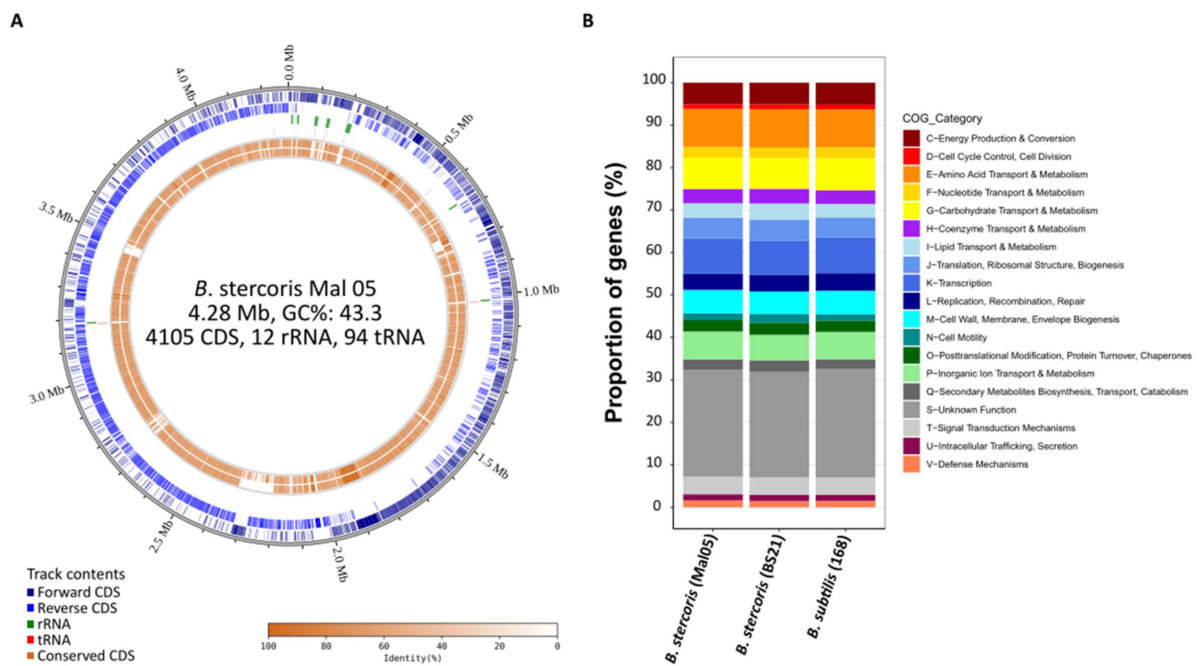 A
0.0 Mb
0.5 Mb
1.0 Mb
1.5 Mb
2.0 Mb
2.5 Mb
3.0 Mb
3.5 Mb
4.0 Mb
B. stercoris Mal 05
4.28 Mb, GC%: 43.3
4105 CDS, 12 rRNA, 94 tRNA
Track contents
Forward CDS
Reverse CDS
rRNA
tRNA
Conserved CDS
100 80 60 40 20 0
Identity(%)
B
Proportion of genes (%)
100
90
80
70
60
50
40
30
20
10
0
B. stercoris (Mal05)
B. stercoris (BS21)
B. subtilis (168)
COG_Category
C-Energy Production & Conversion
D-Cell Cycle Control, Cell Division
E-Amino Acid Transport & Metabolism
F-Nucleotide Transport & Metabolism
G-Carbohydrate Transport & Metabolism
H-Coenzyme Transport & Metabolism
I-Lipid Transport & Metabolism
J-Translation, Ribosomal Structure, Biogenesis
K-Transcription
L-Replication, Recombination, Repair
M-Cell Wall, Membrane, Envelope Biogenesis
N-Cell Motility
O-Posttranslational Modification, Protein Turnover, Chaperones
P-Inorganic Ion Transport & Metabolism
Q-Secondary Metabolites Biosynthesis, Transport, Catabolism
S-Unknown Function
T-Signal Transduction Mechanisms
U-Intracellular Trafficking, Secretion
V-Defense Mechanisms